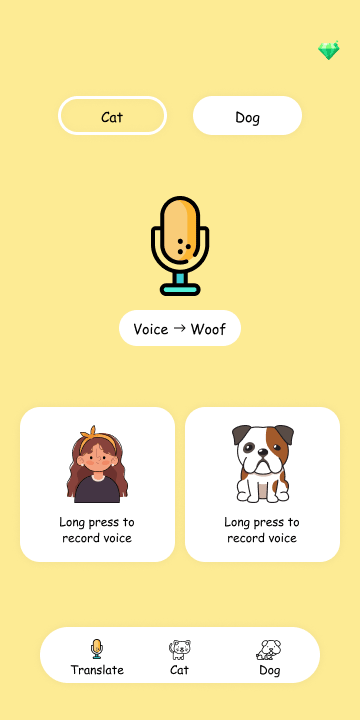 Cat
Dog
Voice → Woof
Long press to
record voice
Long press to
record voice
Translate
Cat
Dog